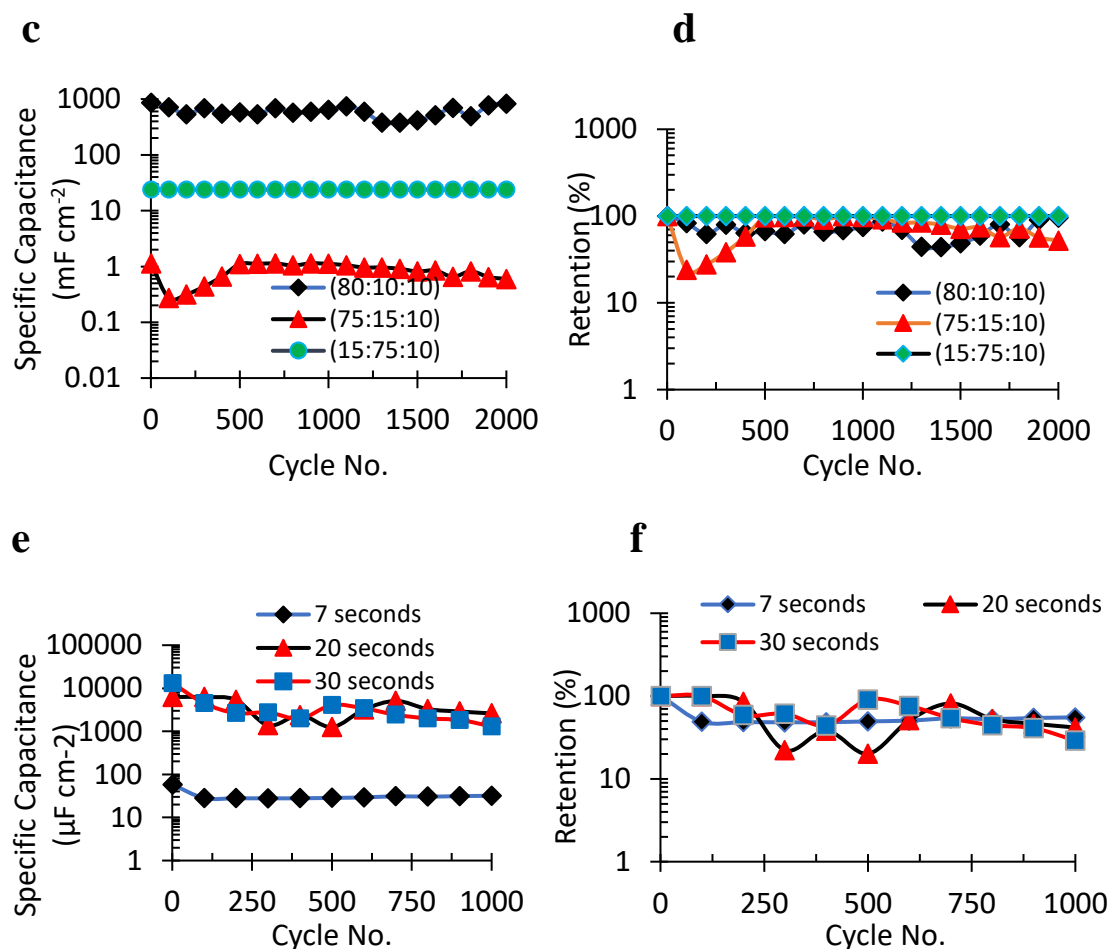 c
Specific Capacitance
(mF cm-2)
1000
100
10
1
0.1
0.01
(80:10:10)
(75:15:10)
(15:75:10)
0 500 1000 1500 2000
Cycle No.
d
Retention (%)
1000
100
10
1
(80:10:10)
(75:15:10)
(15:75:10)
0 500 1000 1500 2000
Cycle No.
e
Specific Capacitance
(µF cm-2)
7 seconds
20 seconds
30 seconds
100000
10000
1000
100
10
1
0 250 500 750 1000
Cycle No.
f
Retention (%)
7 seconds 20 seconds
30 seconds
1000
100
10
1
0 250 500 750 1000
Cycle No.